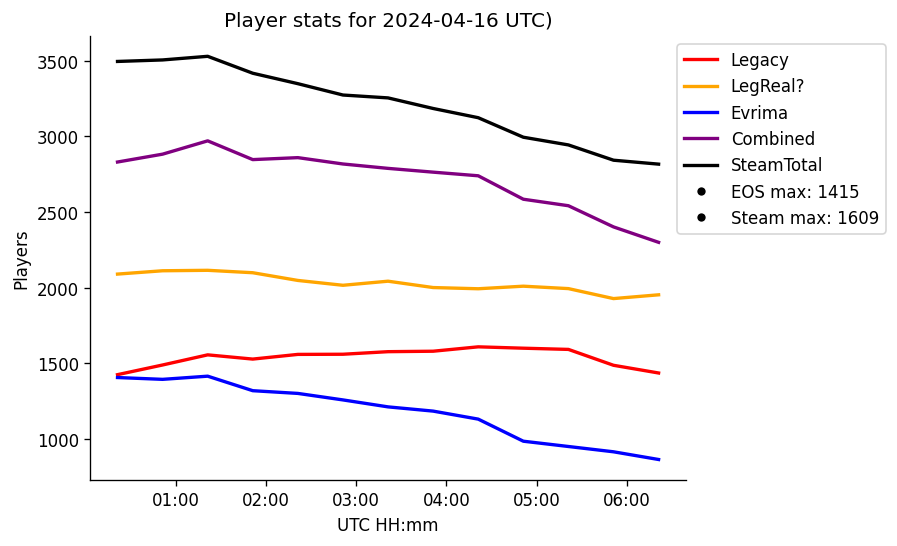 Player stats for 2024-04-16 UTC)
Legacy
LegReal?
Evrima
Combined
SteamTotal
EOS max: 1415
Steam max: 1609
Players
3500
3000
2500
2000
1500
1000
01:00 02:00 03:00 04:00 05:00 06:00
UTC HH:mm